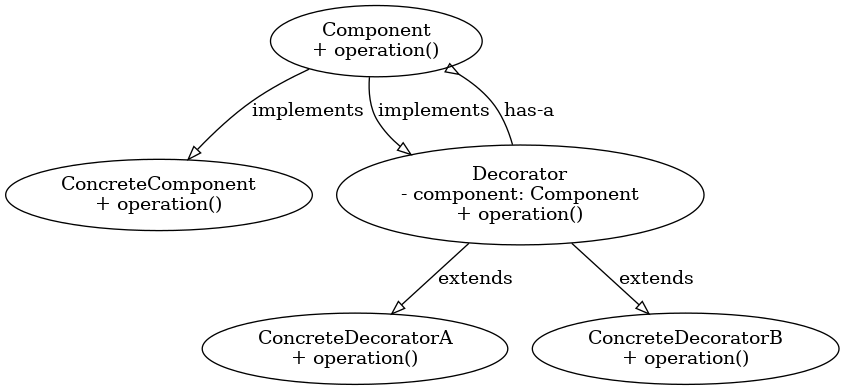 Component
+ operation()
implements
implements
has-a
ConcreteComponent
+ operation()
Decorator
- component: Component
+ operation()
extends
extends
ConcreteDecoratorA
+ operation()
ConcreteDecoratorB
+ operation()